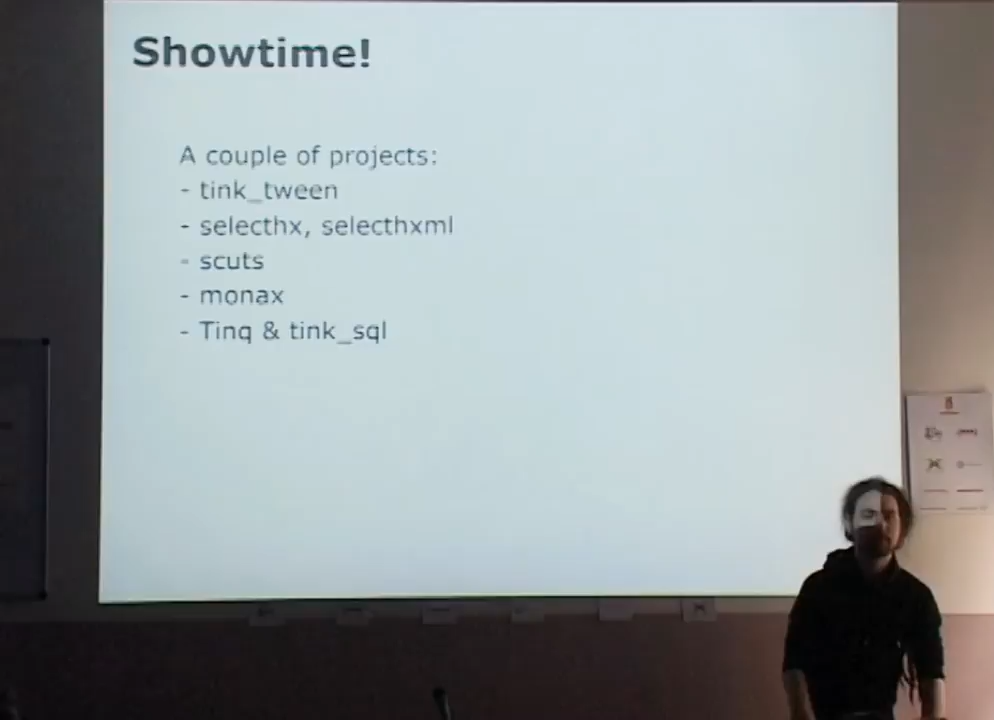 Showtime!
A couple of projects:
- tink_tween
- selecthx, selecthxml
- scuts
- monax
- Tinq & tink_sql